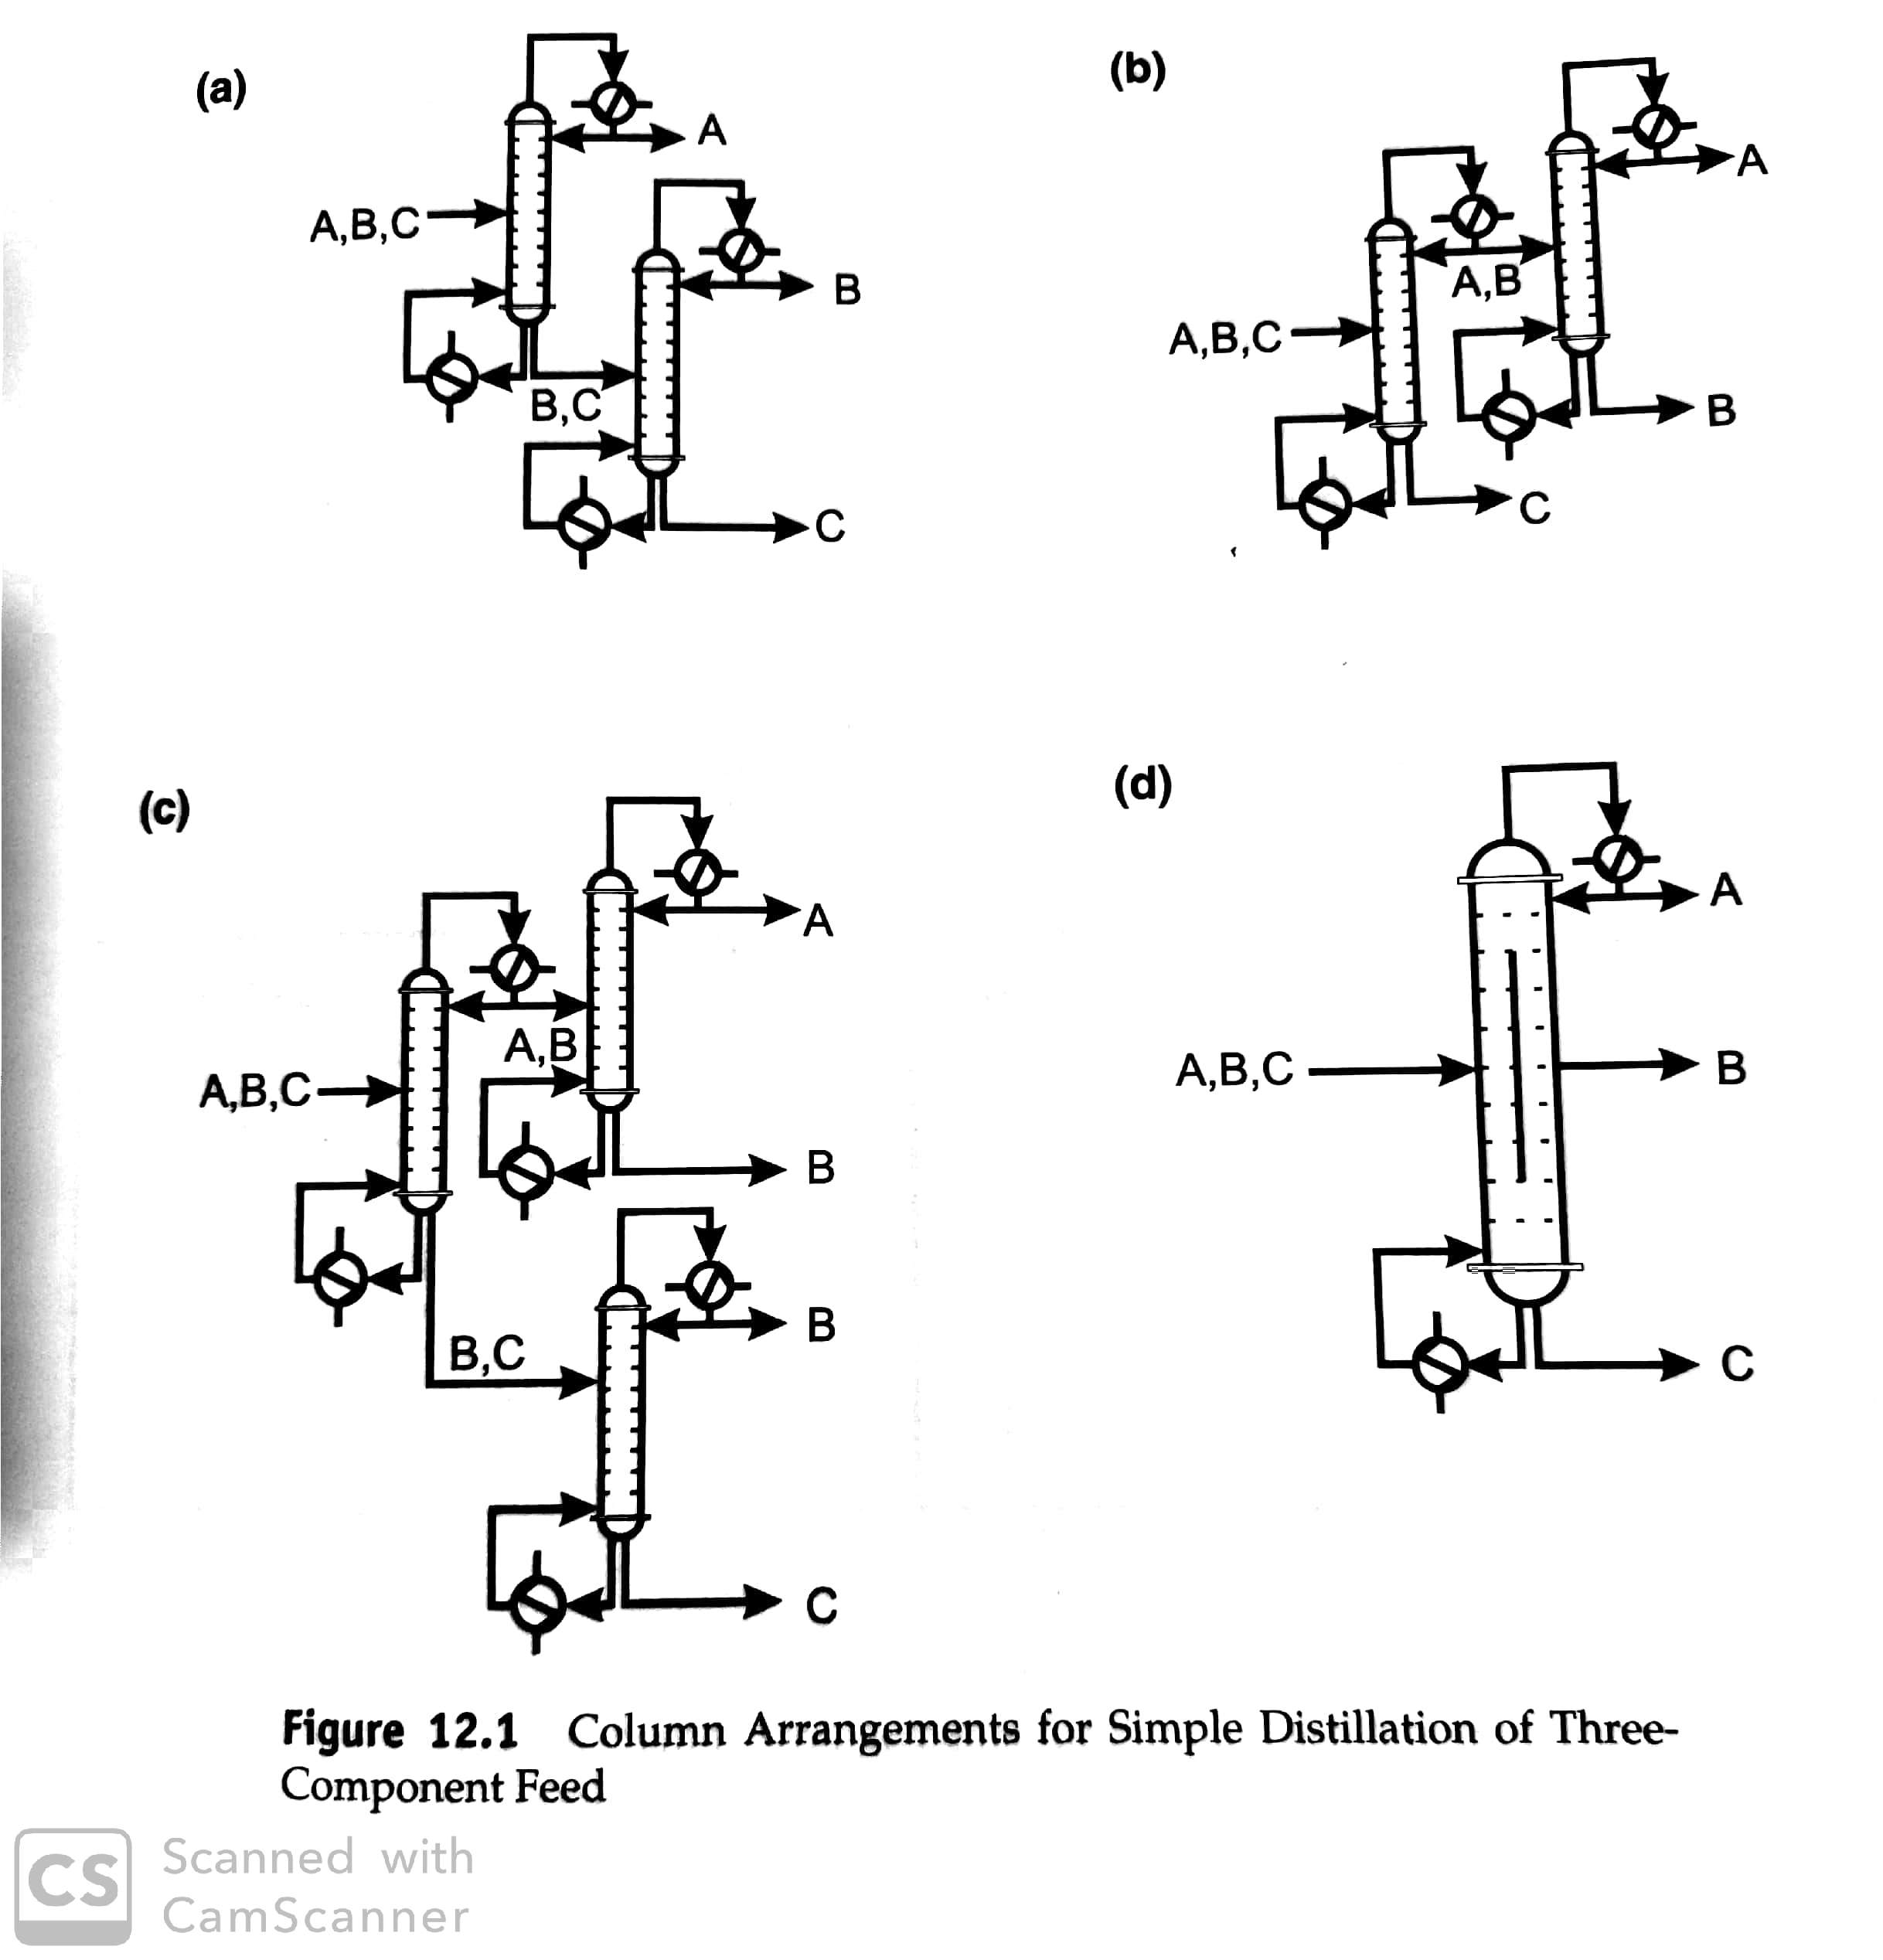 (a)
A
A,B,C
B
B,C
C
(b)
A
A,B
A,B,C
B
C
(c)
A
A,B
A,B,C
B
B
B,C
C
(d)
A
A,B,C
B
C
Figure 12.1 Column Arrangements for Simple Distillation of Three-
Component Feed
CS
Scanned with
CamScanner